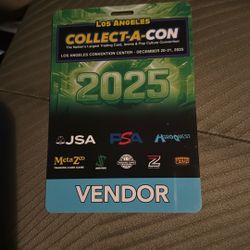 LOS ANGELES
COLLECT-A-CON
The Nation's Largest Trading Card, Anime & Pop Culture Convention!
LOS ANGELES CONVENTION CENTER - DECEMBER 20-21, 2025
2025
JSA PSA
METAZOO
VENDOR